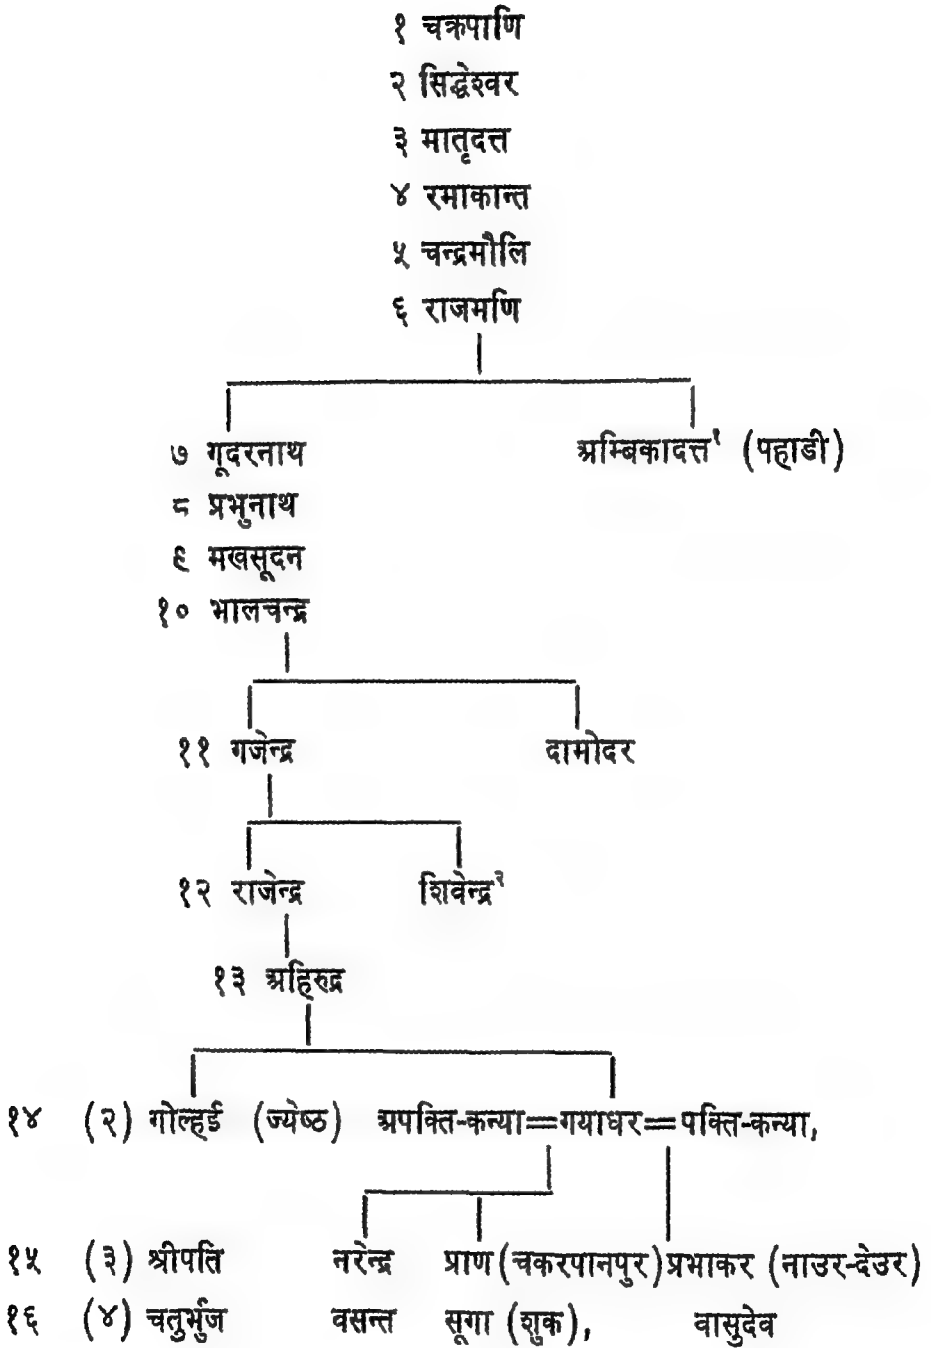 १ चक्रपाणि
२ सिद्धेश्वर
३ मातृदत्त
४ रमाकान्त
५ चन्द्रमौलि
६ राजमणि
७ गूदरनाथ अम्बिकादत्त१ (पहाडी)
८ प्रभुनाथ
९ मखसूदन
१० भालचन्द्र
११ गजेन्द्र दामोदर
१२ राजेन्द्र शिवेन्द्र२
१३ अहिरुद्र
१४ (२) गोल्हई (ज्येष्ठ) अपक्ति-कन्या=गयाधर=पक्ति-कन्या,
१५ (३) श्रीपति नरेन्द्र प्राण (चकरपानपुर) प्रभाकर (नाउर-देउर)
१६ (४) चतुर्भुज वसन्त सूगा (शुक), वासुदेव